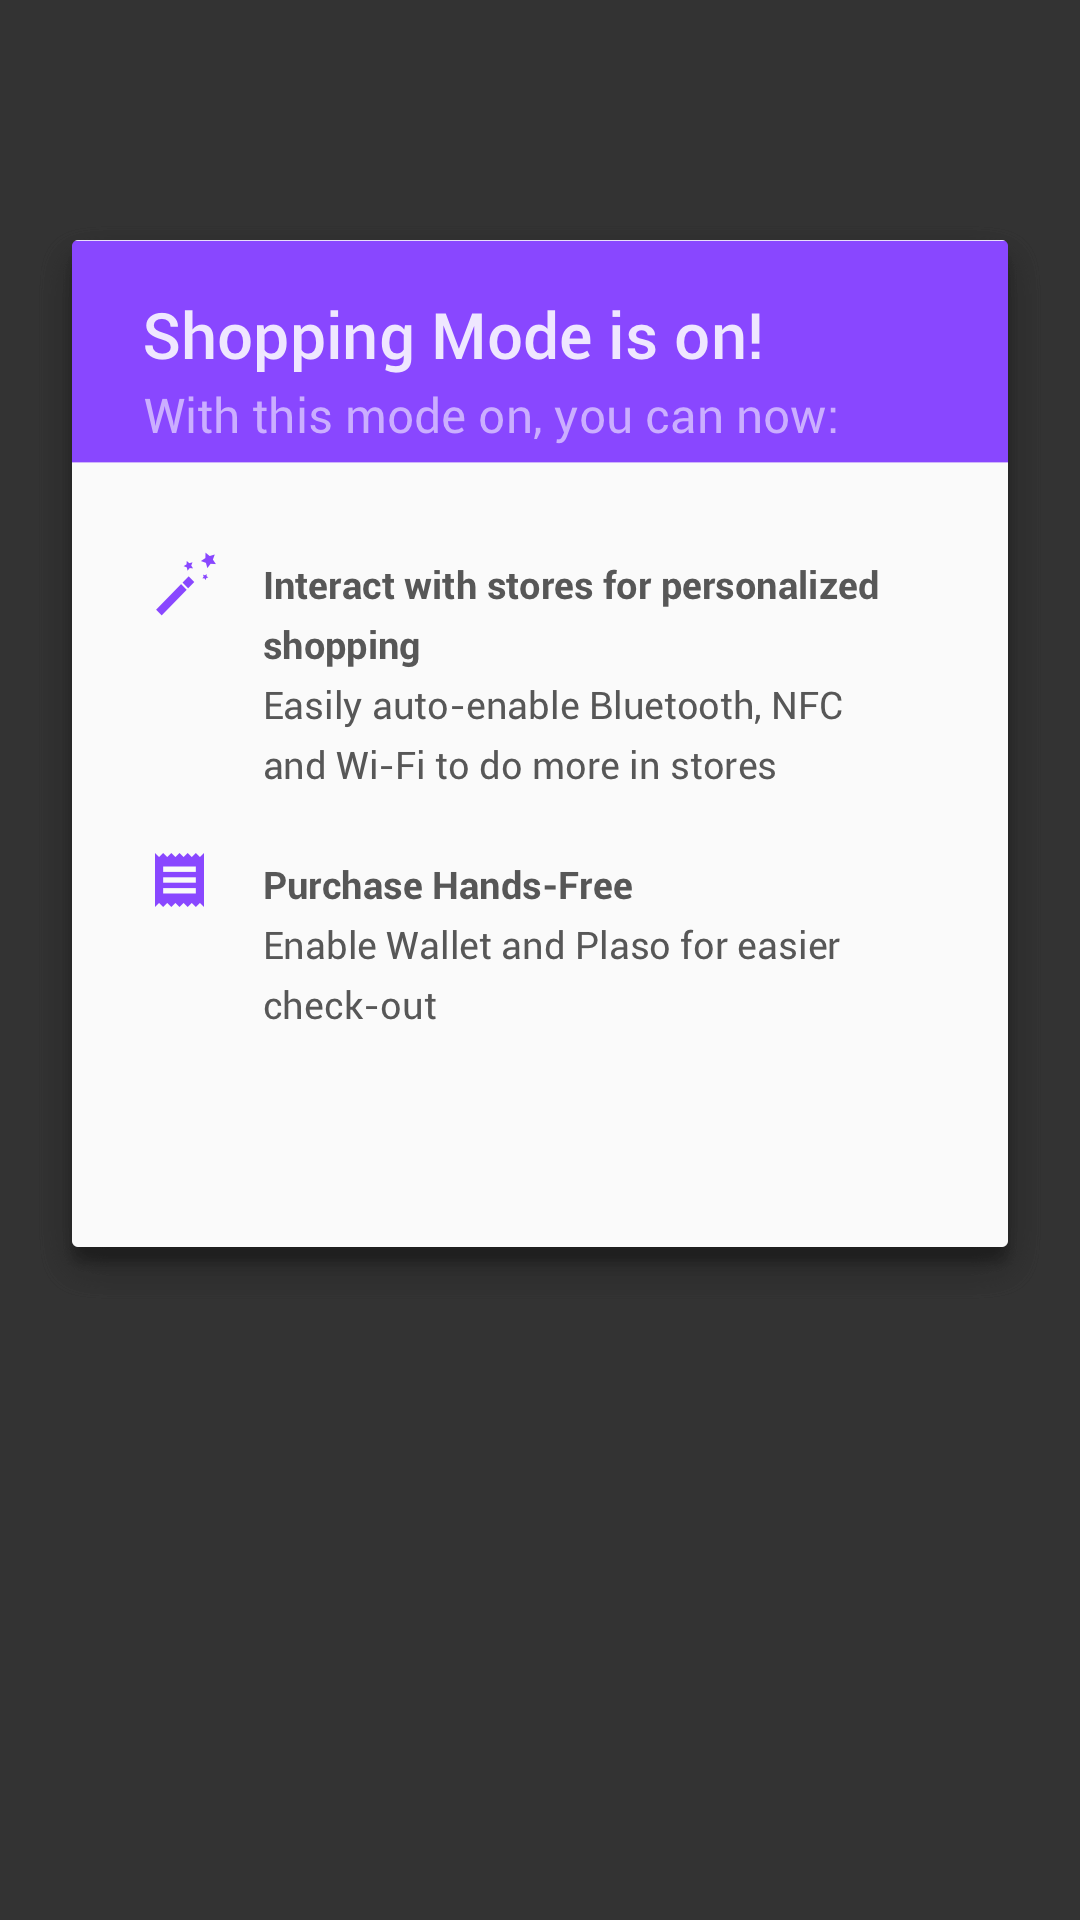 Shopping Mode is on!
With this mode on, you can now:
Interact with stores for personalized
shopping
Easily auto-enable Bluetooth, NFC
and Wi-Fi to do more in stores
Purchase Hands-Free
Enable Wallet and Plaso for easier
check-out